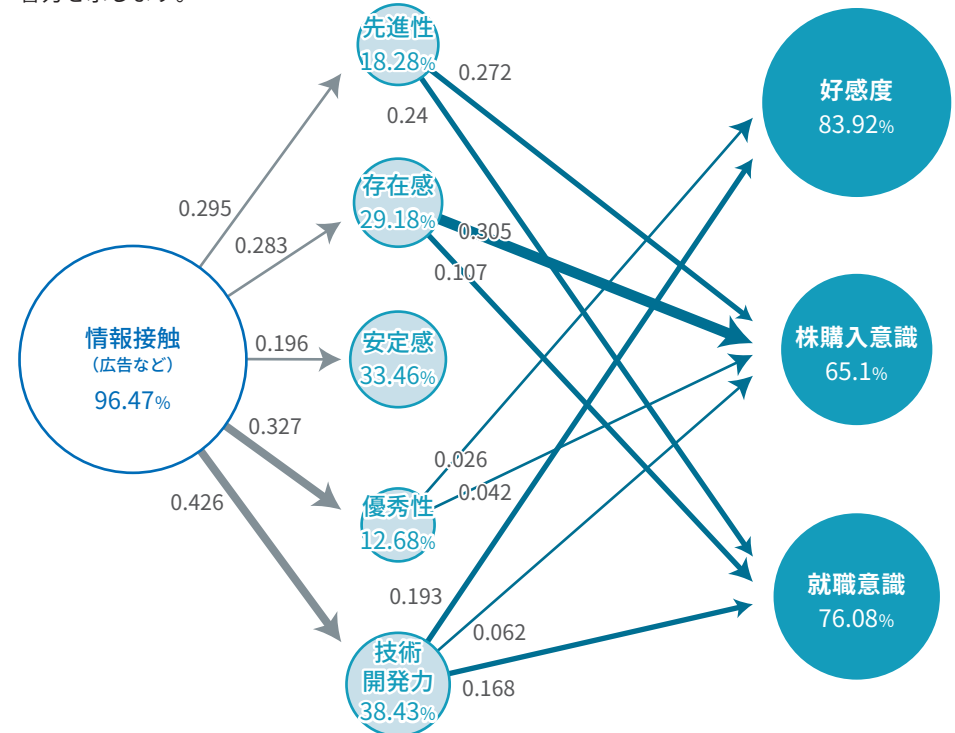 先進性
18.28%
0.272
0.24
好感度
83.92%
0.295
存在感
29.18%
0.283
0.305
0.107
情報接触
(広告など)
96.47%
0.196
安定感
33.46%
株購入意識
65.1%
0.327
0.426
0.026
0.042
優秀性
12.68%
就職意識
76.08%
0.193
0.062
0.168
技術
開発力
38.43%